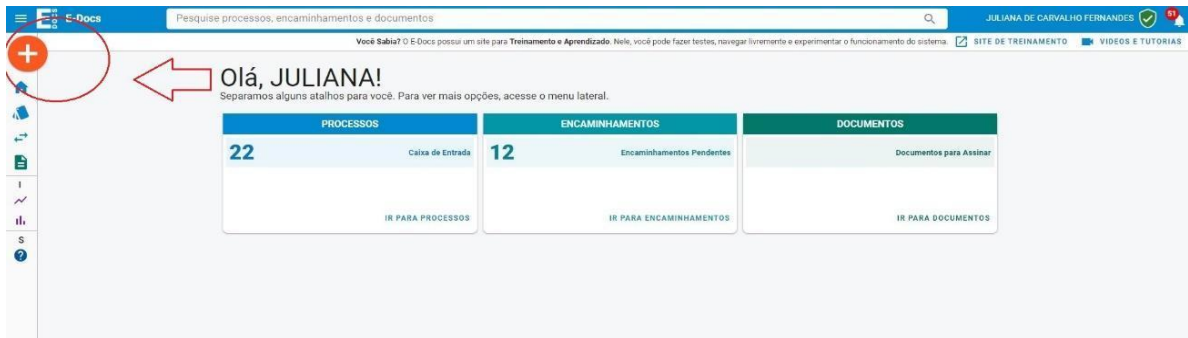 E-DOCS E-Docs
Pesquise processos, encaminhamentos e documentos
JULIANA DE CARVALHO FERNANDES
51
Você Sabia? O E-Docs possui um site para Treinamento e Aprendizado. Nele, você pode fazer testes, navegar livremente e experimentar o funcionamento do sistema.
SITE DE TREINAMENTO
VIDEOS E TUTORIAS
Olá, JULIANA!
Separamos alguns atalhos para você. Para ver mais opções, acesse o menu lateral.
PROCESSOS
22 Caixa de Entrada
IR PARA PROCESSOS
ENCAMINHAMENTOS
12 Encaminhamentos Pendentes
IR PARA ENCAMINHAMENTOS
DOCUMENTOS
Documentos para Assinar
IR PARA DOCUMENTOS
I
S